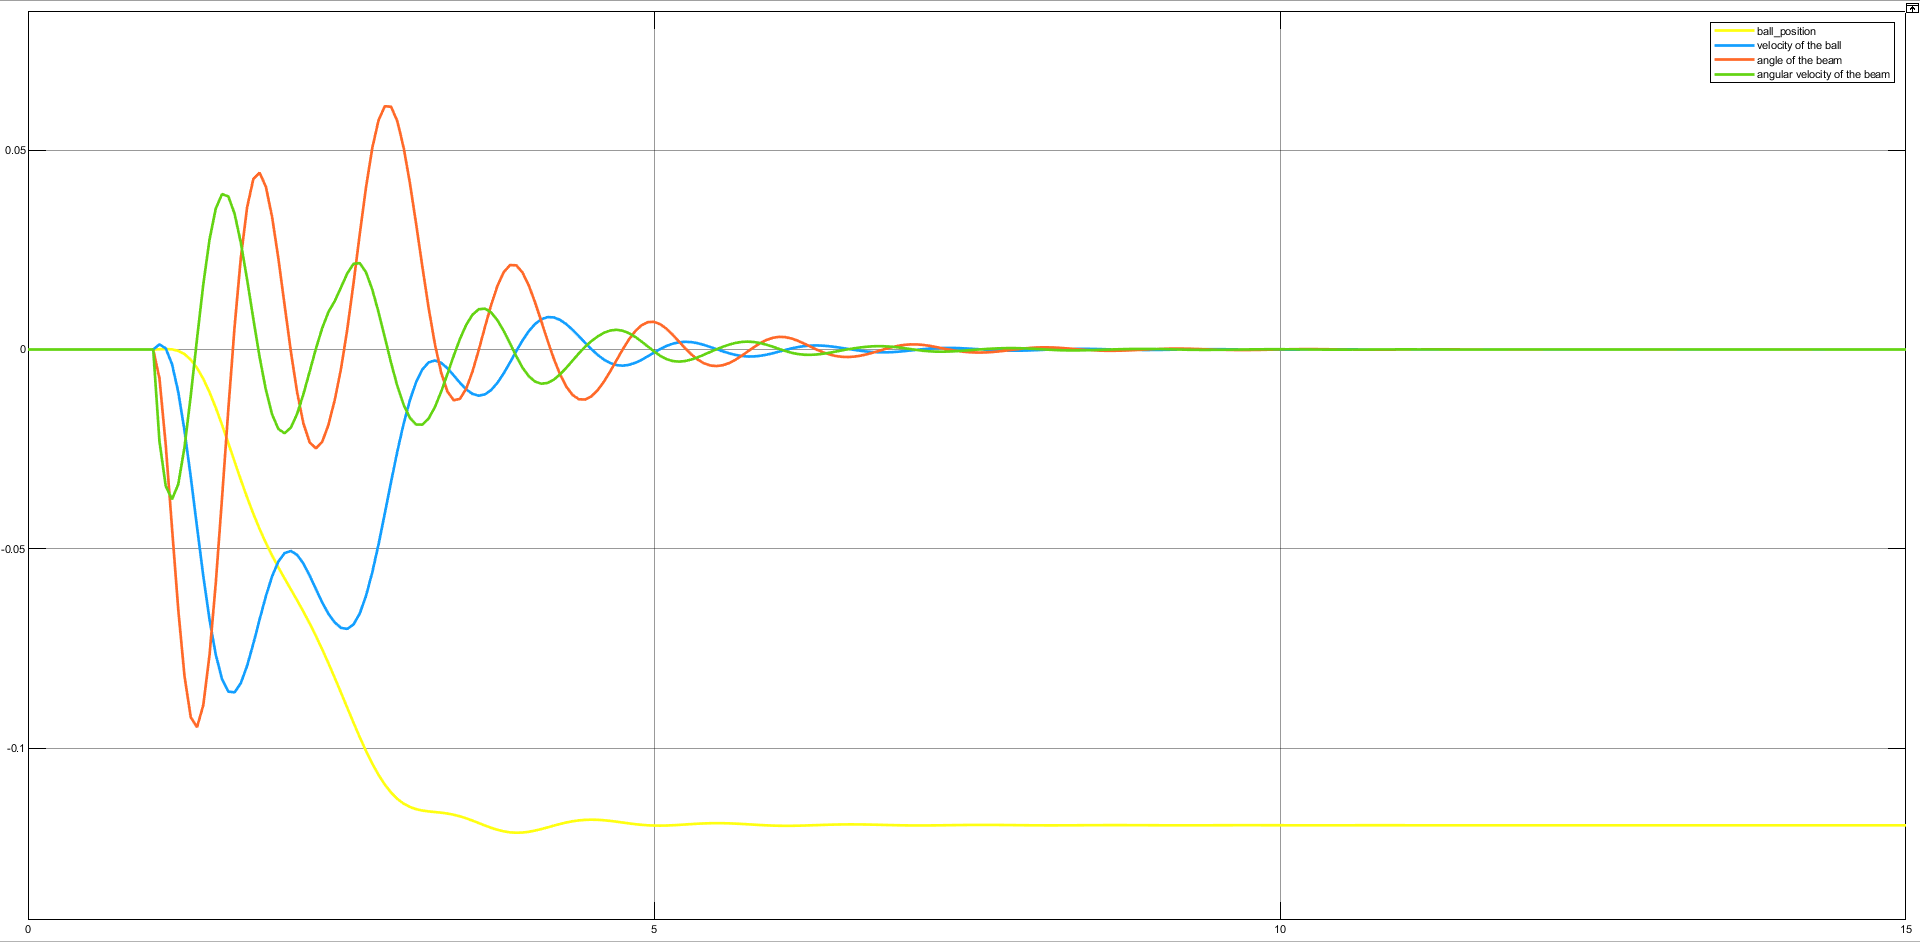 ball_position
velocity of the ball
angle of the beam
angular velocity of the beam
0.05
0
-0.05
-0.1
0
5
10
15